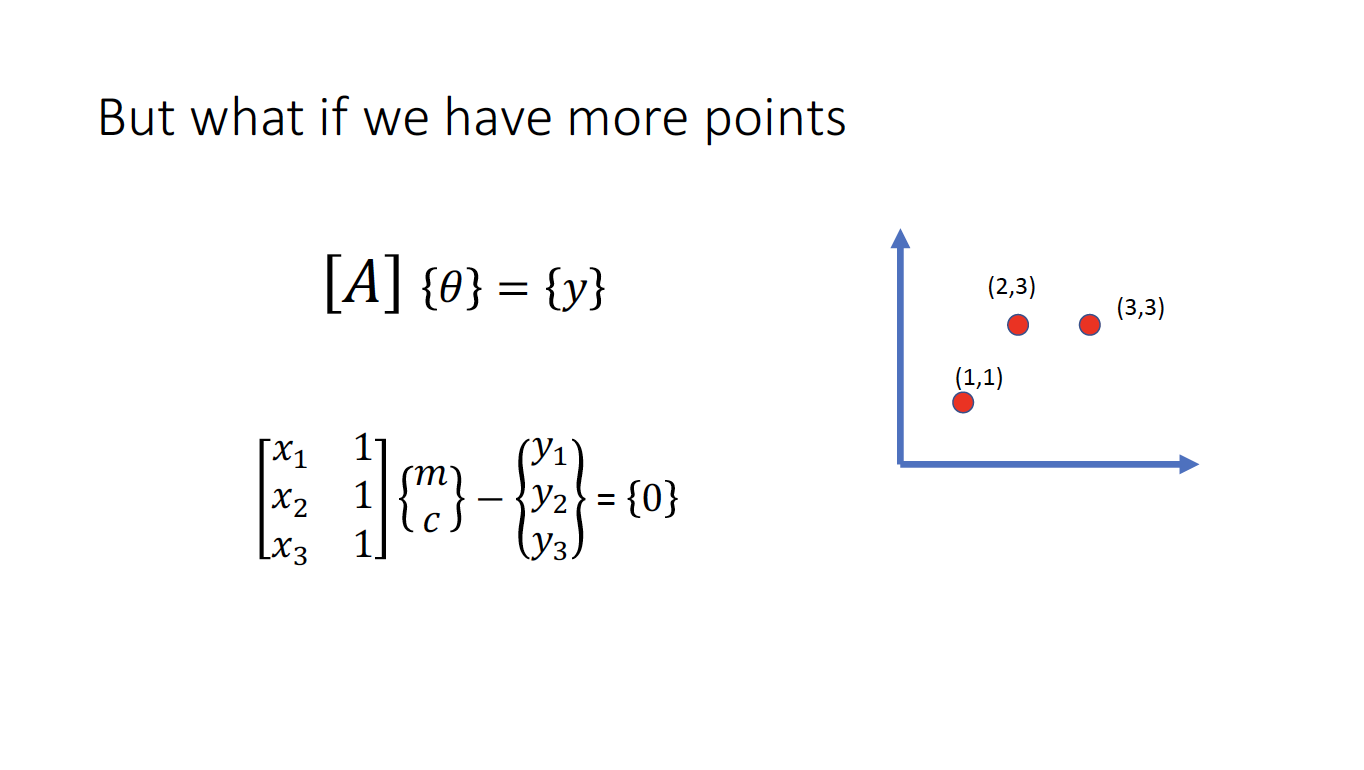 But what if we have more points
[A] {θ} = {y}
[x₁ 1
x₂ 1
x₃ 1] {m
c} − {y₁
y₂
y₃} = {0}
(2,3)
(3,3)
(1,1)